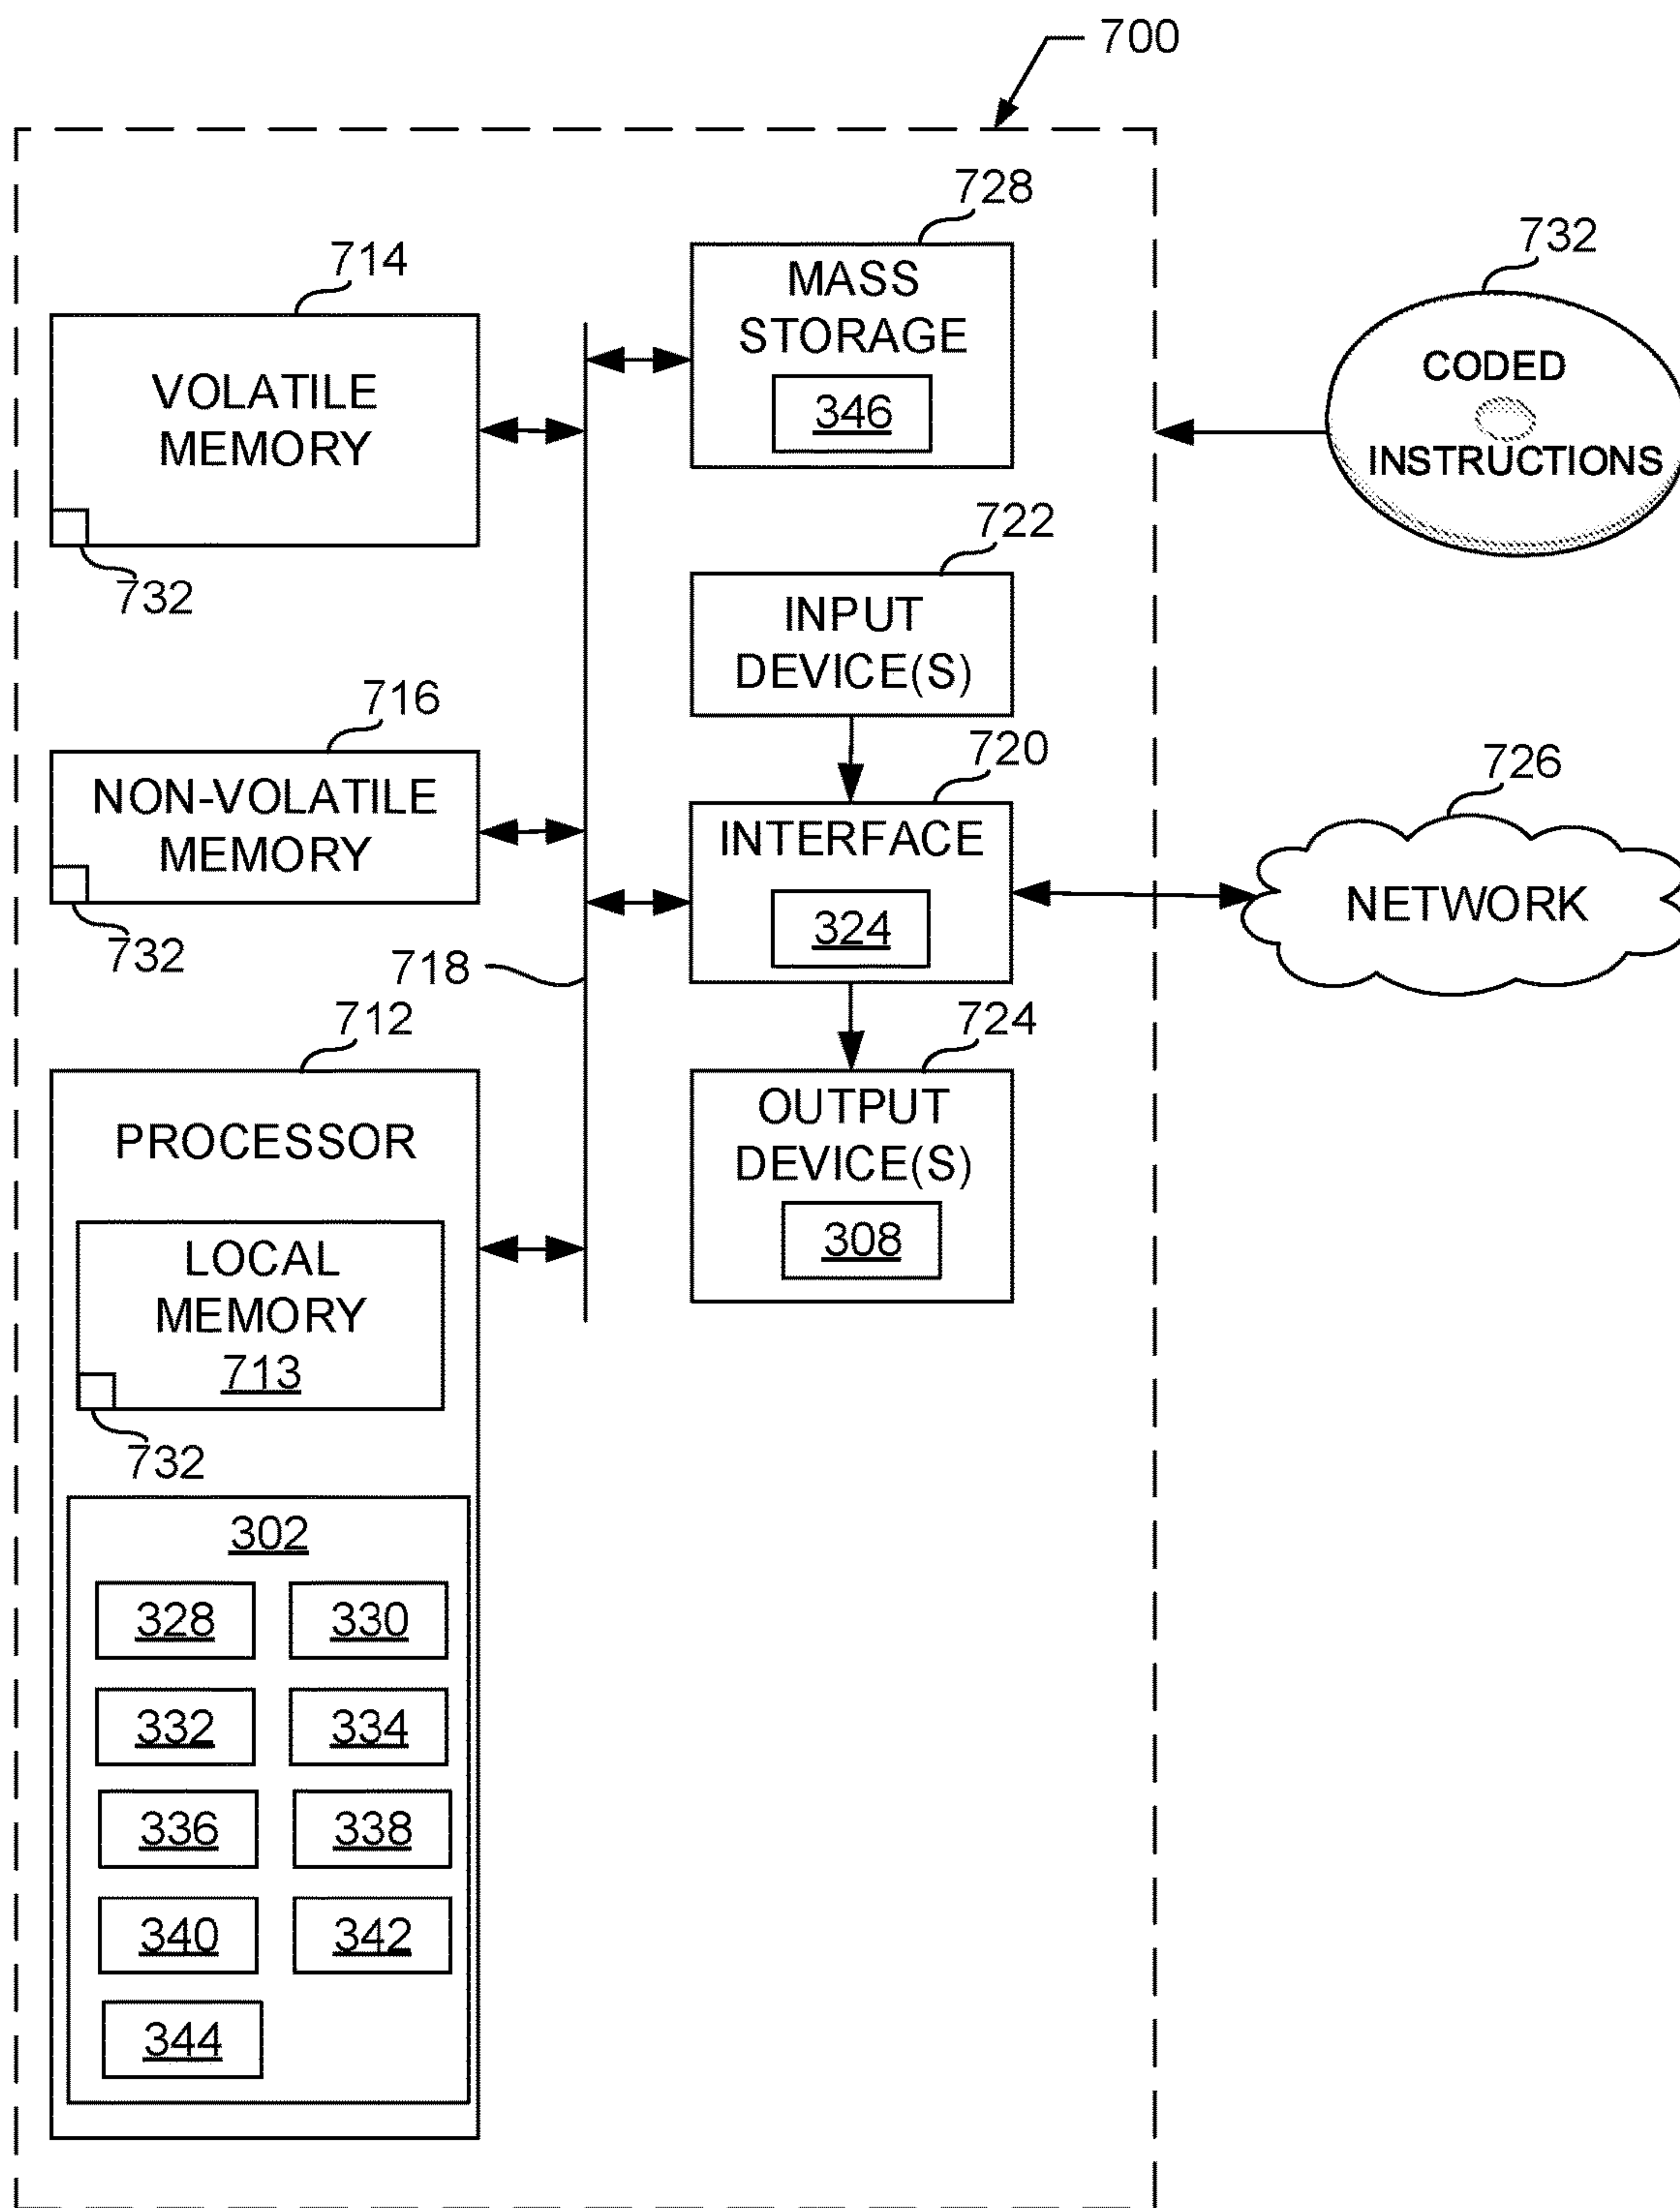 700
728
714
MASS
STORAGE
346
VOLATILE
MEMORY
732
732
CODED
INSTRUCTIONS
722
INPUT
DEVICE(S)
716
NON-VOLATILE
MEMORY
732
720
INTERFACE
324
726
NETWORK
718
712
724
OUTPUT
DEVICE(S)
308
PROCESSOR
LOCAL
MEMORY
713
732
302
328 330
332 334
336 338
340 342
344